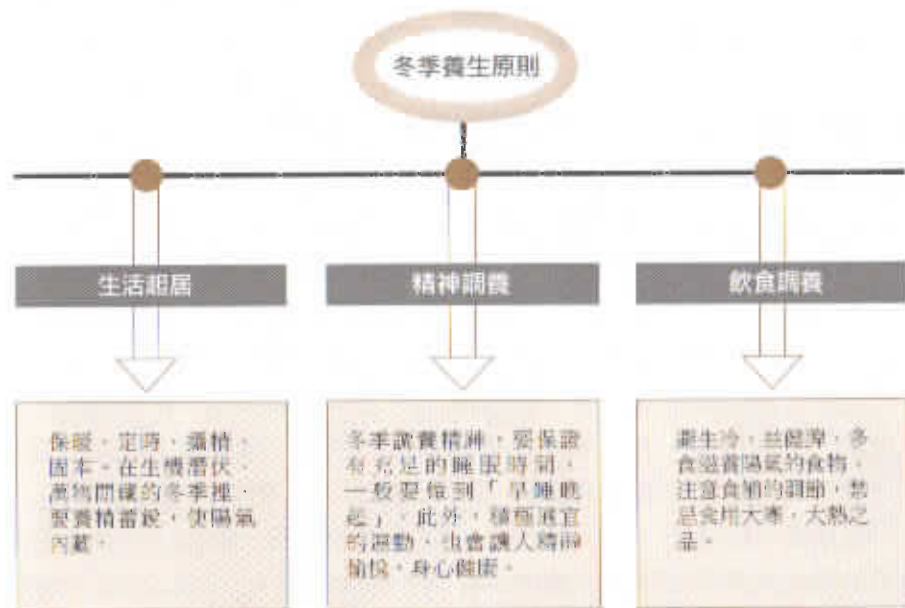 冬季養生原則
生活起居
精神調養
飲食調養
保暖、定時、攝精、
固本。在生機潛伏、
萬物閉藏的冬季裡，
要養精蓄銳，使陽氣
內藏。
冬季調養精神，要保證
有充足的睡眠時間，
一般要做到「早睡晚
起」。此外，積極適宜
的運動，也會讓人精神
愉悅，身心健康。
生冷，益健脾，多
食滋養陽氣的食物，
注意食補的調節，禁
忌食用大寒、大熱之
品。